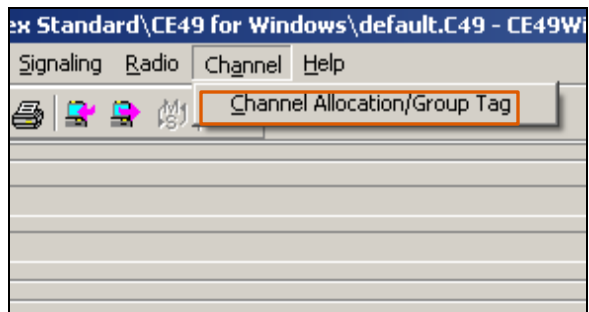 ex Standard\CE49 for Windows\default.C49 - CE49Wi
Signaling Radio Channel Help
Channel Allocation/Group Tag